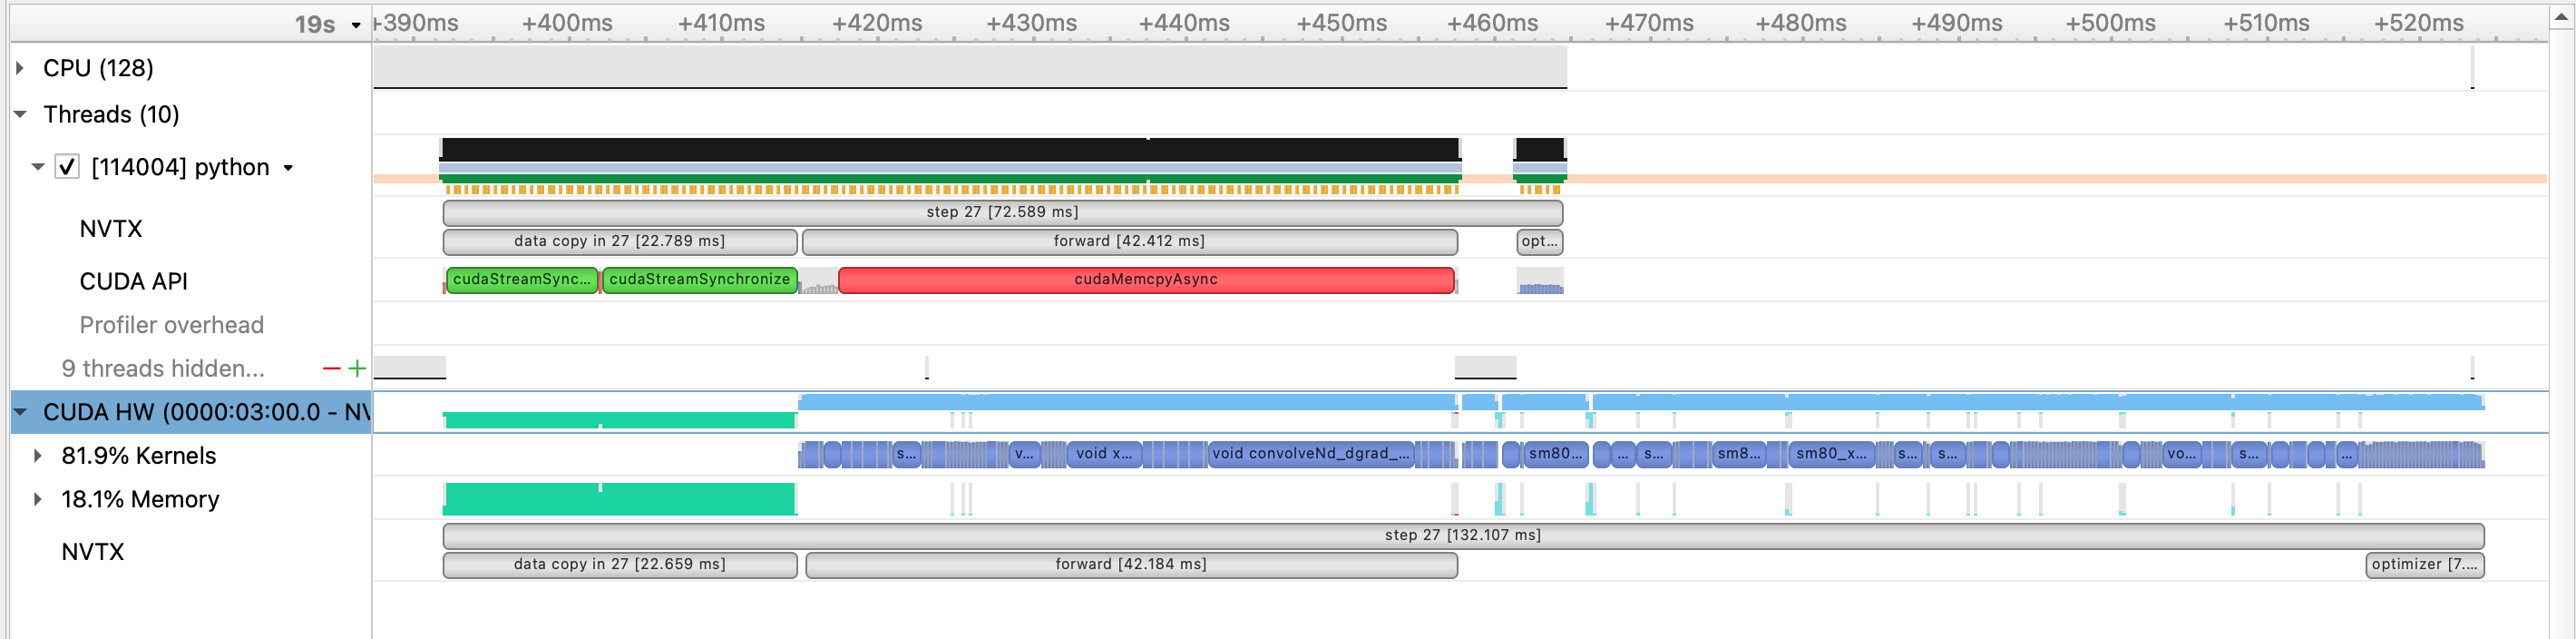 19s +390ms +400ms +410ms +420ms +430ms +440ms +450ms +460ms +470ms +480ms +490ms +500ms +510ms +520ms
CPU (128)
Threads (10)
[114004] python
step 27 [72.589 ms]
NVTX
data copy in 27 [22.789 ms] forward [42.412 ms] opt...
CUDA API cudaStreamSync... cudaStreamSynchronize cudaMemcpyAsync
Profiler overhead
9 threads hidden...
CUDA HW (0000:03:00.0 - NV
81.9% Kernels s... v... void x... void convolveNd_dgrad_... sm80... ... s... sm8... sm80_x... s... s... vo... s... ...
18.1% Memory
step 27 [132.107 ms]
NVTX
data copy in 27 [22.659 ms] forward [42.184 ms] optimizer [7....